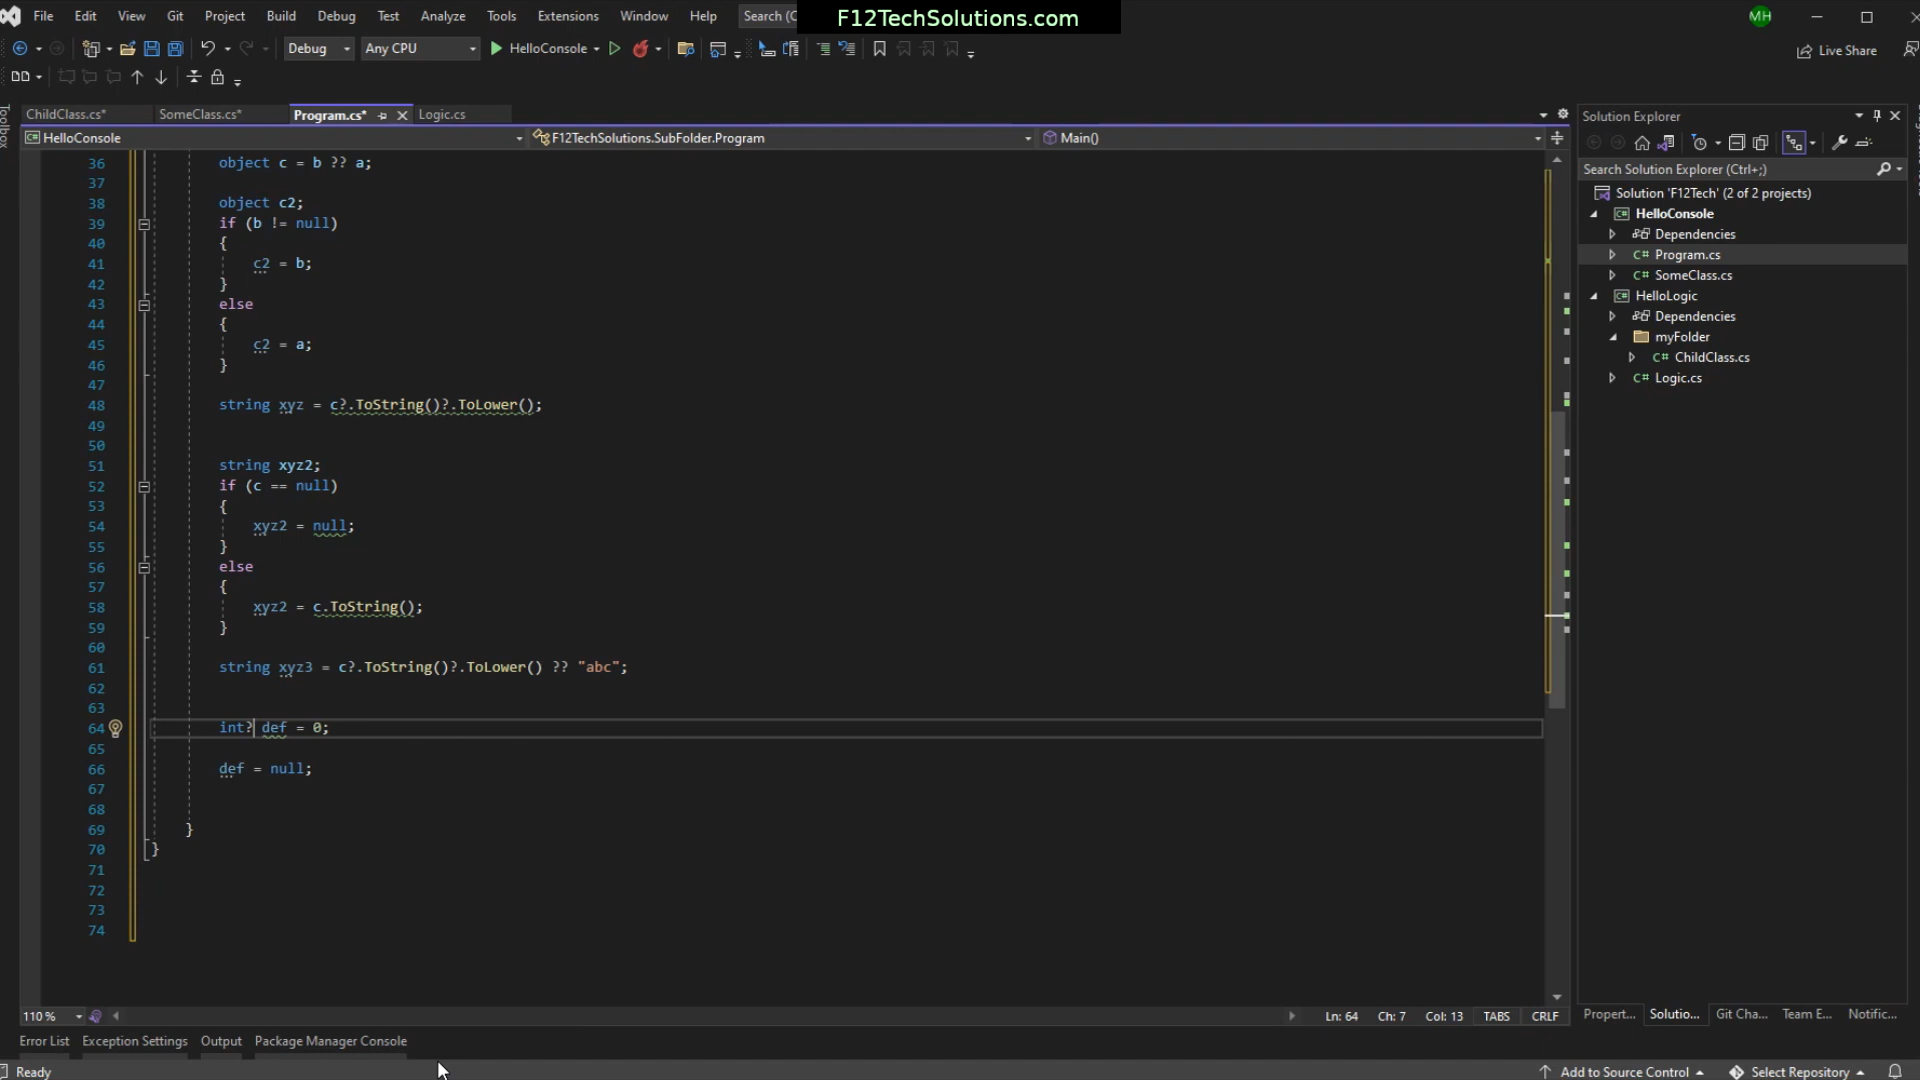 File Edit View Git Project Build Debug Test Analyze Tools Extensions Window Help Search (C
F12TechSolutions.com
MH
Debug Any CPU HelloConsole Live Share
Toolbox
ChildClass.cs* SomeClass.cs* Program.cs* Logic.cs
HelloConsole F12TechSolutions.SubFolder.Program Main()
36 object c = b ?? a;
37
38 object c2;
39 if (b != null)
40 {
41 c2 = b;
42 }
43 else
44 {
45 c2 = a;
46 }
47
48 string xyz = c?.ToString()?.ToLower();
49
50
51 string xyz2;
52 if (c == null)
53 {
54 xyz2 = null;
55 }
56 else
57 {
58 xyz2 = c.ToString();
59 }
60
61 string xyz3 = c?.ToString()?.ToLower() ?? "abc";
62
63
64 int? def = 0;
65
66 def = null;
67
68
69 }
70 }
71
72
73
74
110 % Ln: 64 Ch: 7 Col: 13 TABS CRLF
Solution Explorer
Search Solution Explorer (Ctrl+;)
Solution 'F12Tech' (2 of 2 projects)
HelloConsole
Dependencies
C# Program.cs
C# SomeClass.cs
HelloLogic
Dependencies
myFolder
C# ChildClass.cs
C# Logic.cs
Propert... Solutio... Git Cha... Team E... Notific...
Error List Exception Settings Output Package Manager Console
Ready Add to Source Control Select Repository